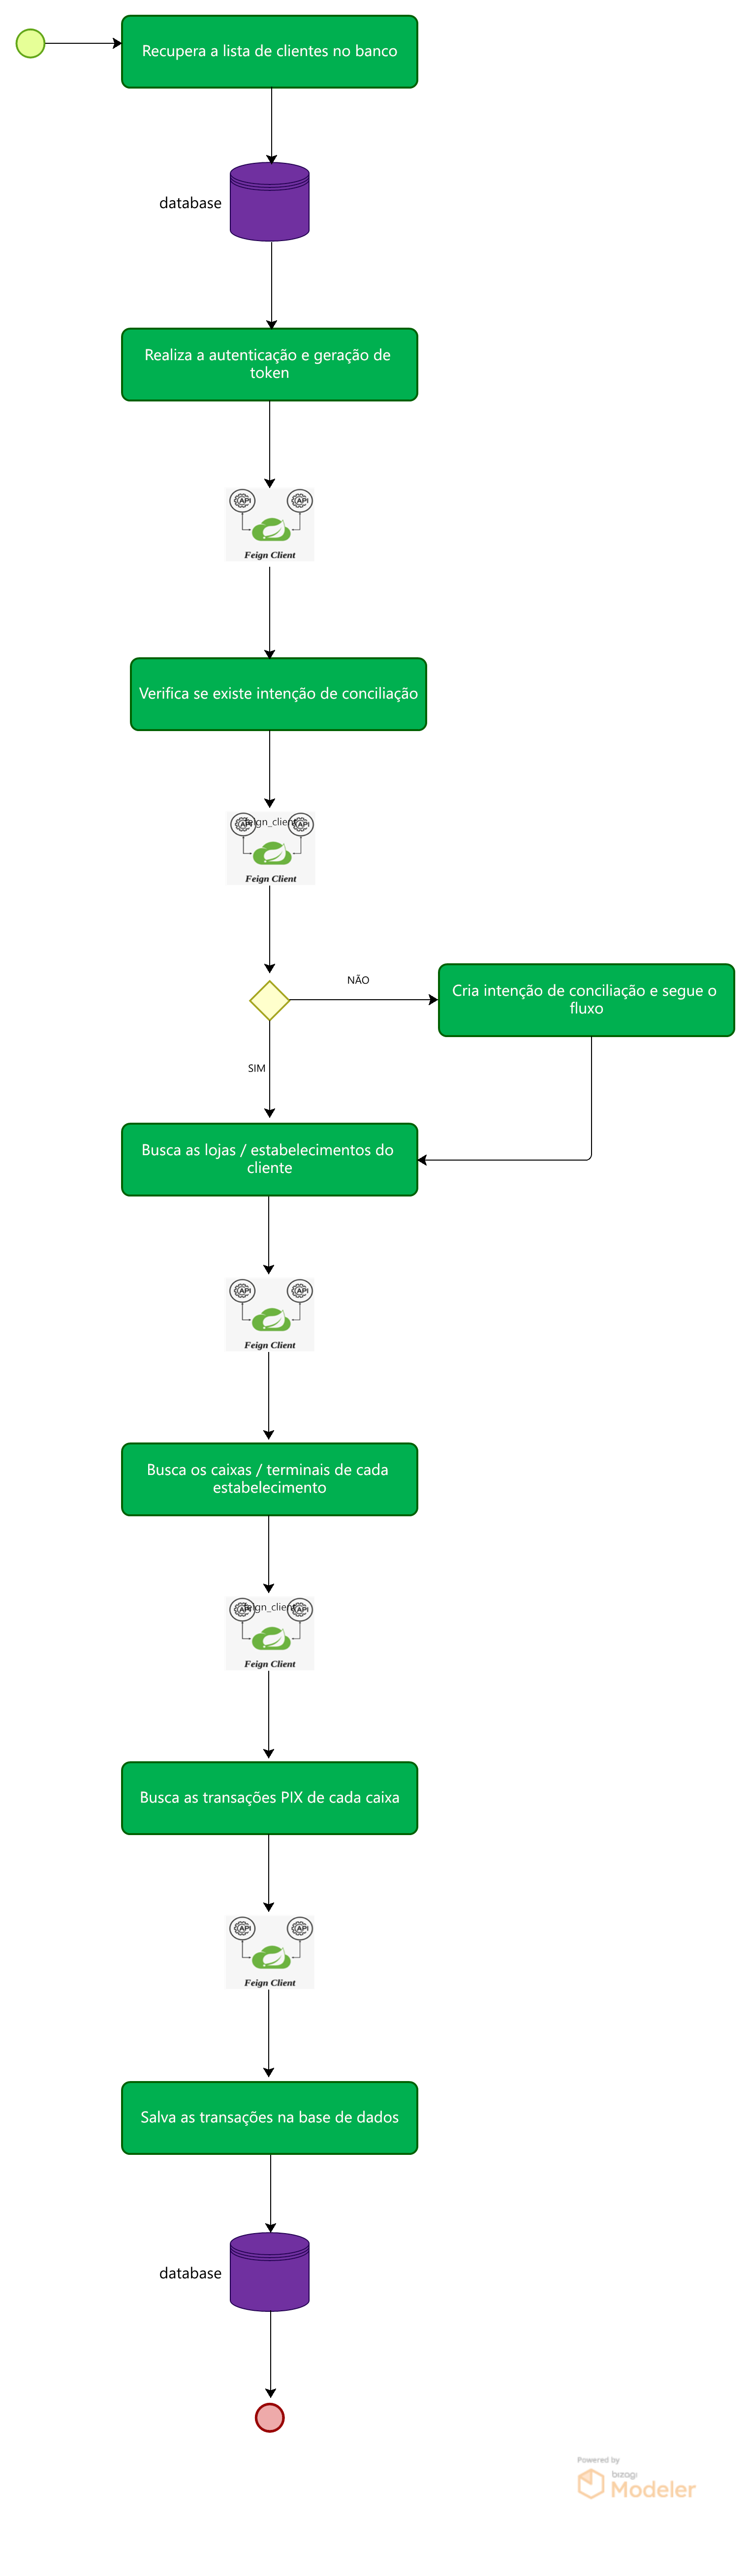 Recupera a lista de clientes no banco
database
Realiza a autenticação e geração de
token
API API
Feign Client
Verifica se existe intenção de conciliação
API feign_client API
Feign Client
NÃO
Cria intenção de conciliação e segue o
fluxo
SIM
Busca as lojas / estabelecimentos do
cliente
API API
Feign Client
Busca os caixas / terminais de cada
estabelecimento
API feign_client API
Feign Client
Busca as transações PIX de cada caixa
API API
Feign Client
Salva as transações na base de dados
database
Powered by
bizagi
Modeler